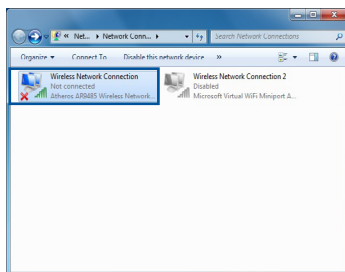 « Net... ▸ Network Conn... ▸
Search Network Connections
Organize ▾ Connect To Disable this network device »
Wireless Network Connection
Not connected
Atheros AR9485 Wireless Network...
Wireless Network Connection 2
Disabled
Microsoft Virtual WiFi Miniport A...